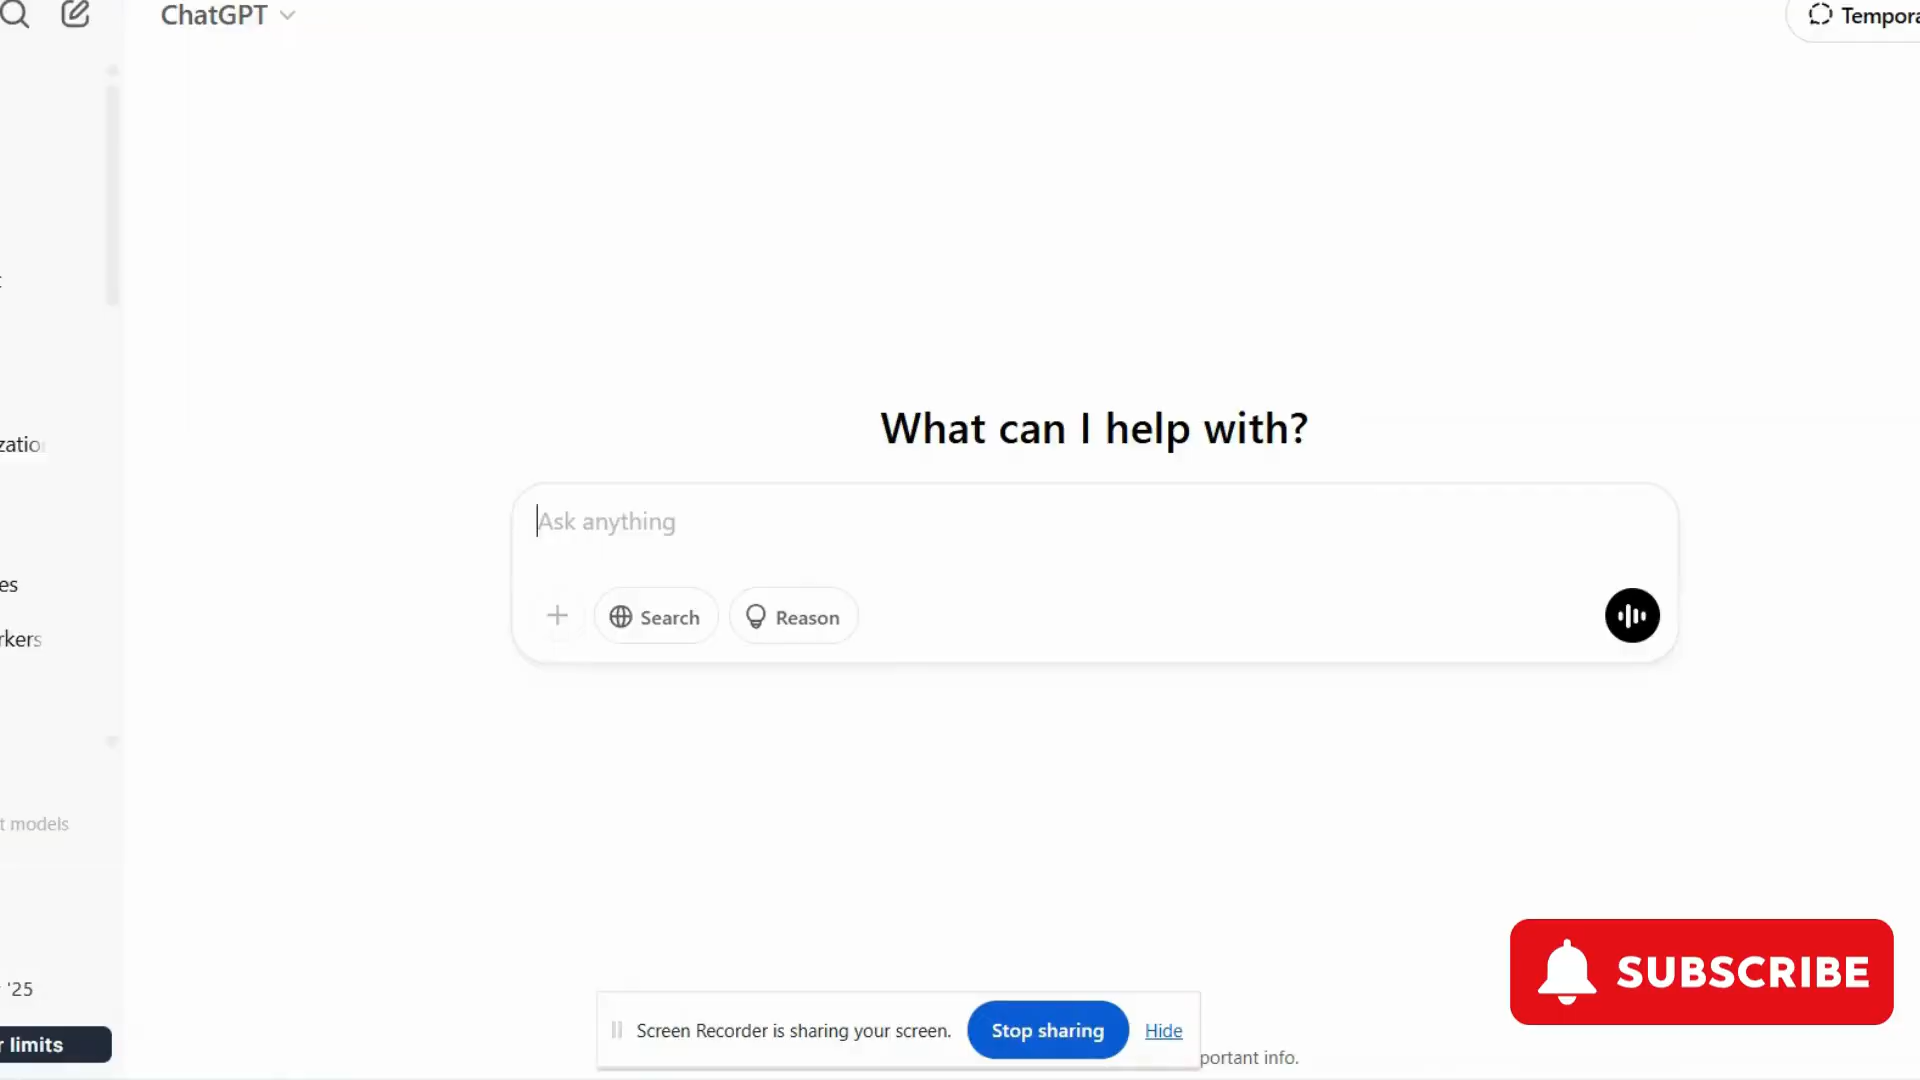 ChatGPT
Tempora
zatio
What can I help with?
Ask anything
es
Search
Reason
rkers
t models
SUBSCRIBE
'25
Screen Recorder is sharing your screen.
Stop sharing
Hide
r limits
portant info.